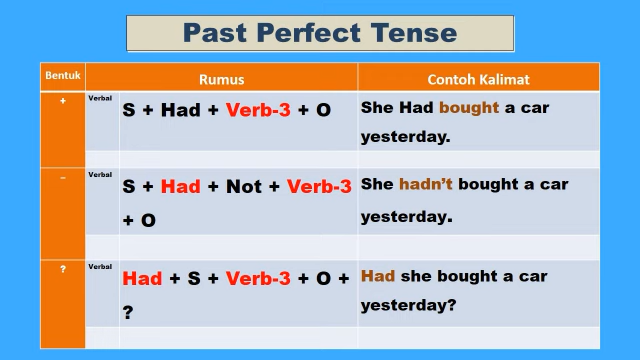 Past Perfect Tense
Bentuk Rumus Contoh Kalimat
+ Verbal S + Had + Verb-3 + O She Had bought a car
yesterday.
– Verbal S + Had + Not + Verb-3 She hadn’t bought a car
+ O yesterday.
? Verbal Had + S + Verb-3 + O + Had she bought a car
? yesterday?